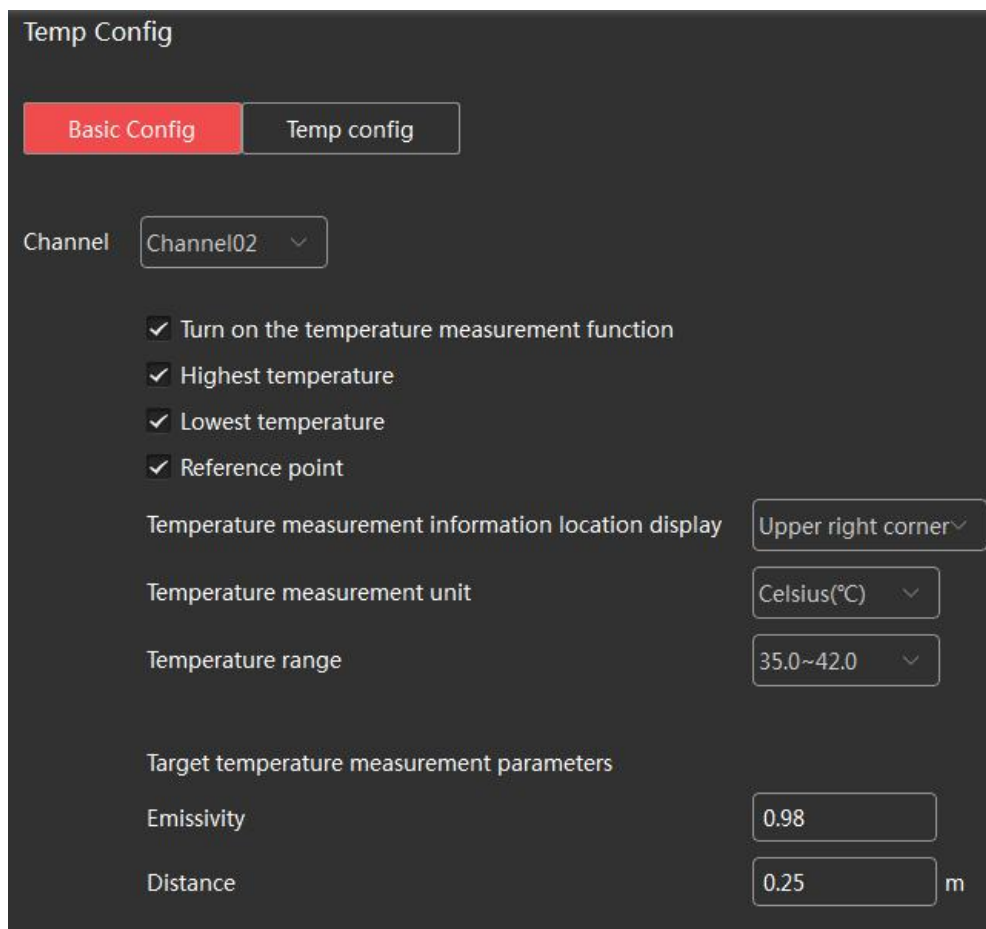 Temp Config
Basic Config Temp config
Channel Channel02
Turn on the temperature measurement function
Highest temperature
Lowest temperature
Reference point
Temperature measurement information location display Upper right corner
Temperature measurement unit Celsius(℃)
Temperature range 35.0~42.0
Target temperature measurement parameters
Emissivity 0.98
Distance 0.25 m